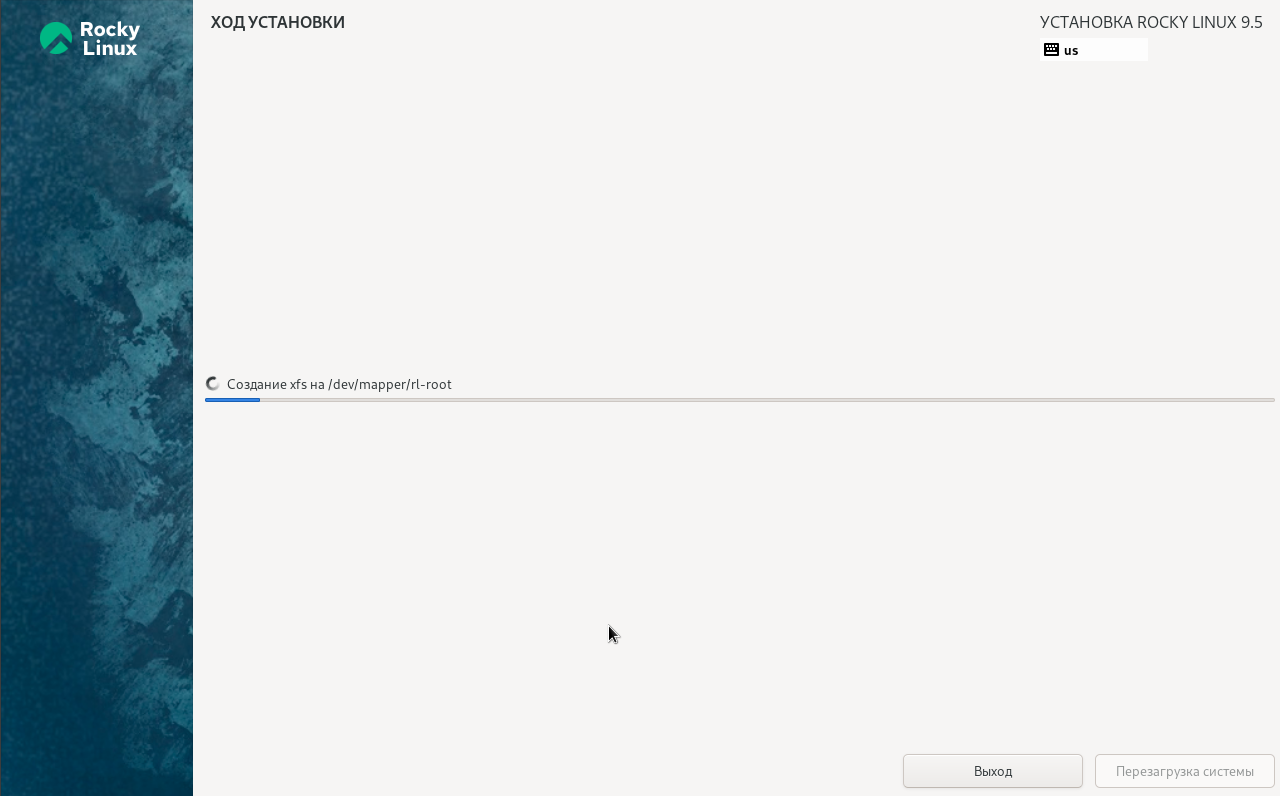 Rocky
Linux
ХОД УСТАНОВКИ
УСТАНОВКА ROCKY LINUX 9.5
us
Создание xfs на /dev/mapper/rl-root
Выход
Перезагрузка системы